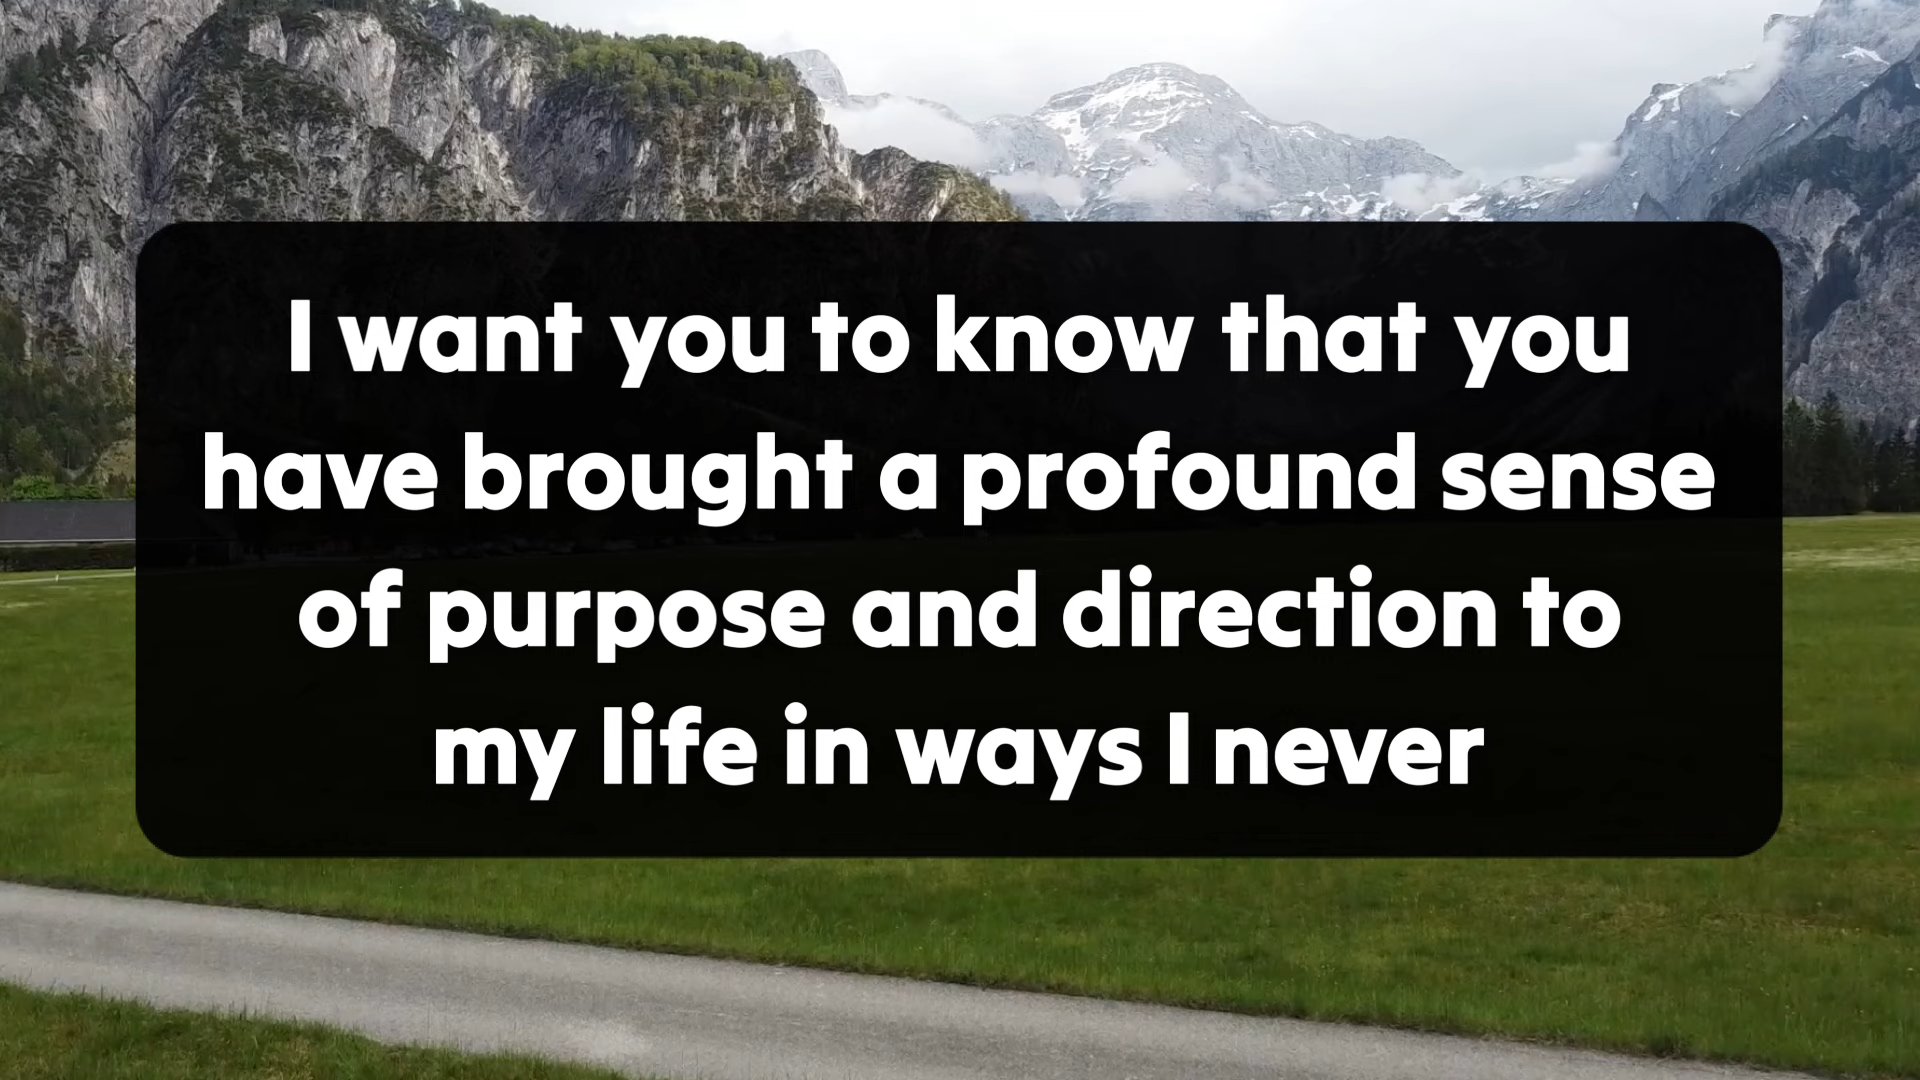 I want you to know that you
have brought a profound sense
of purpose and direction to
my life in ways I never